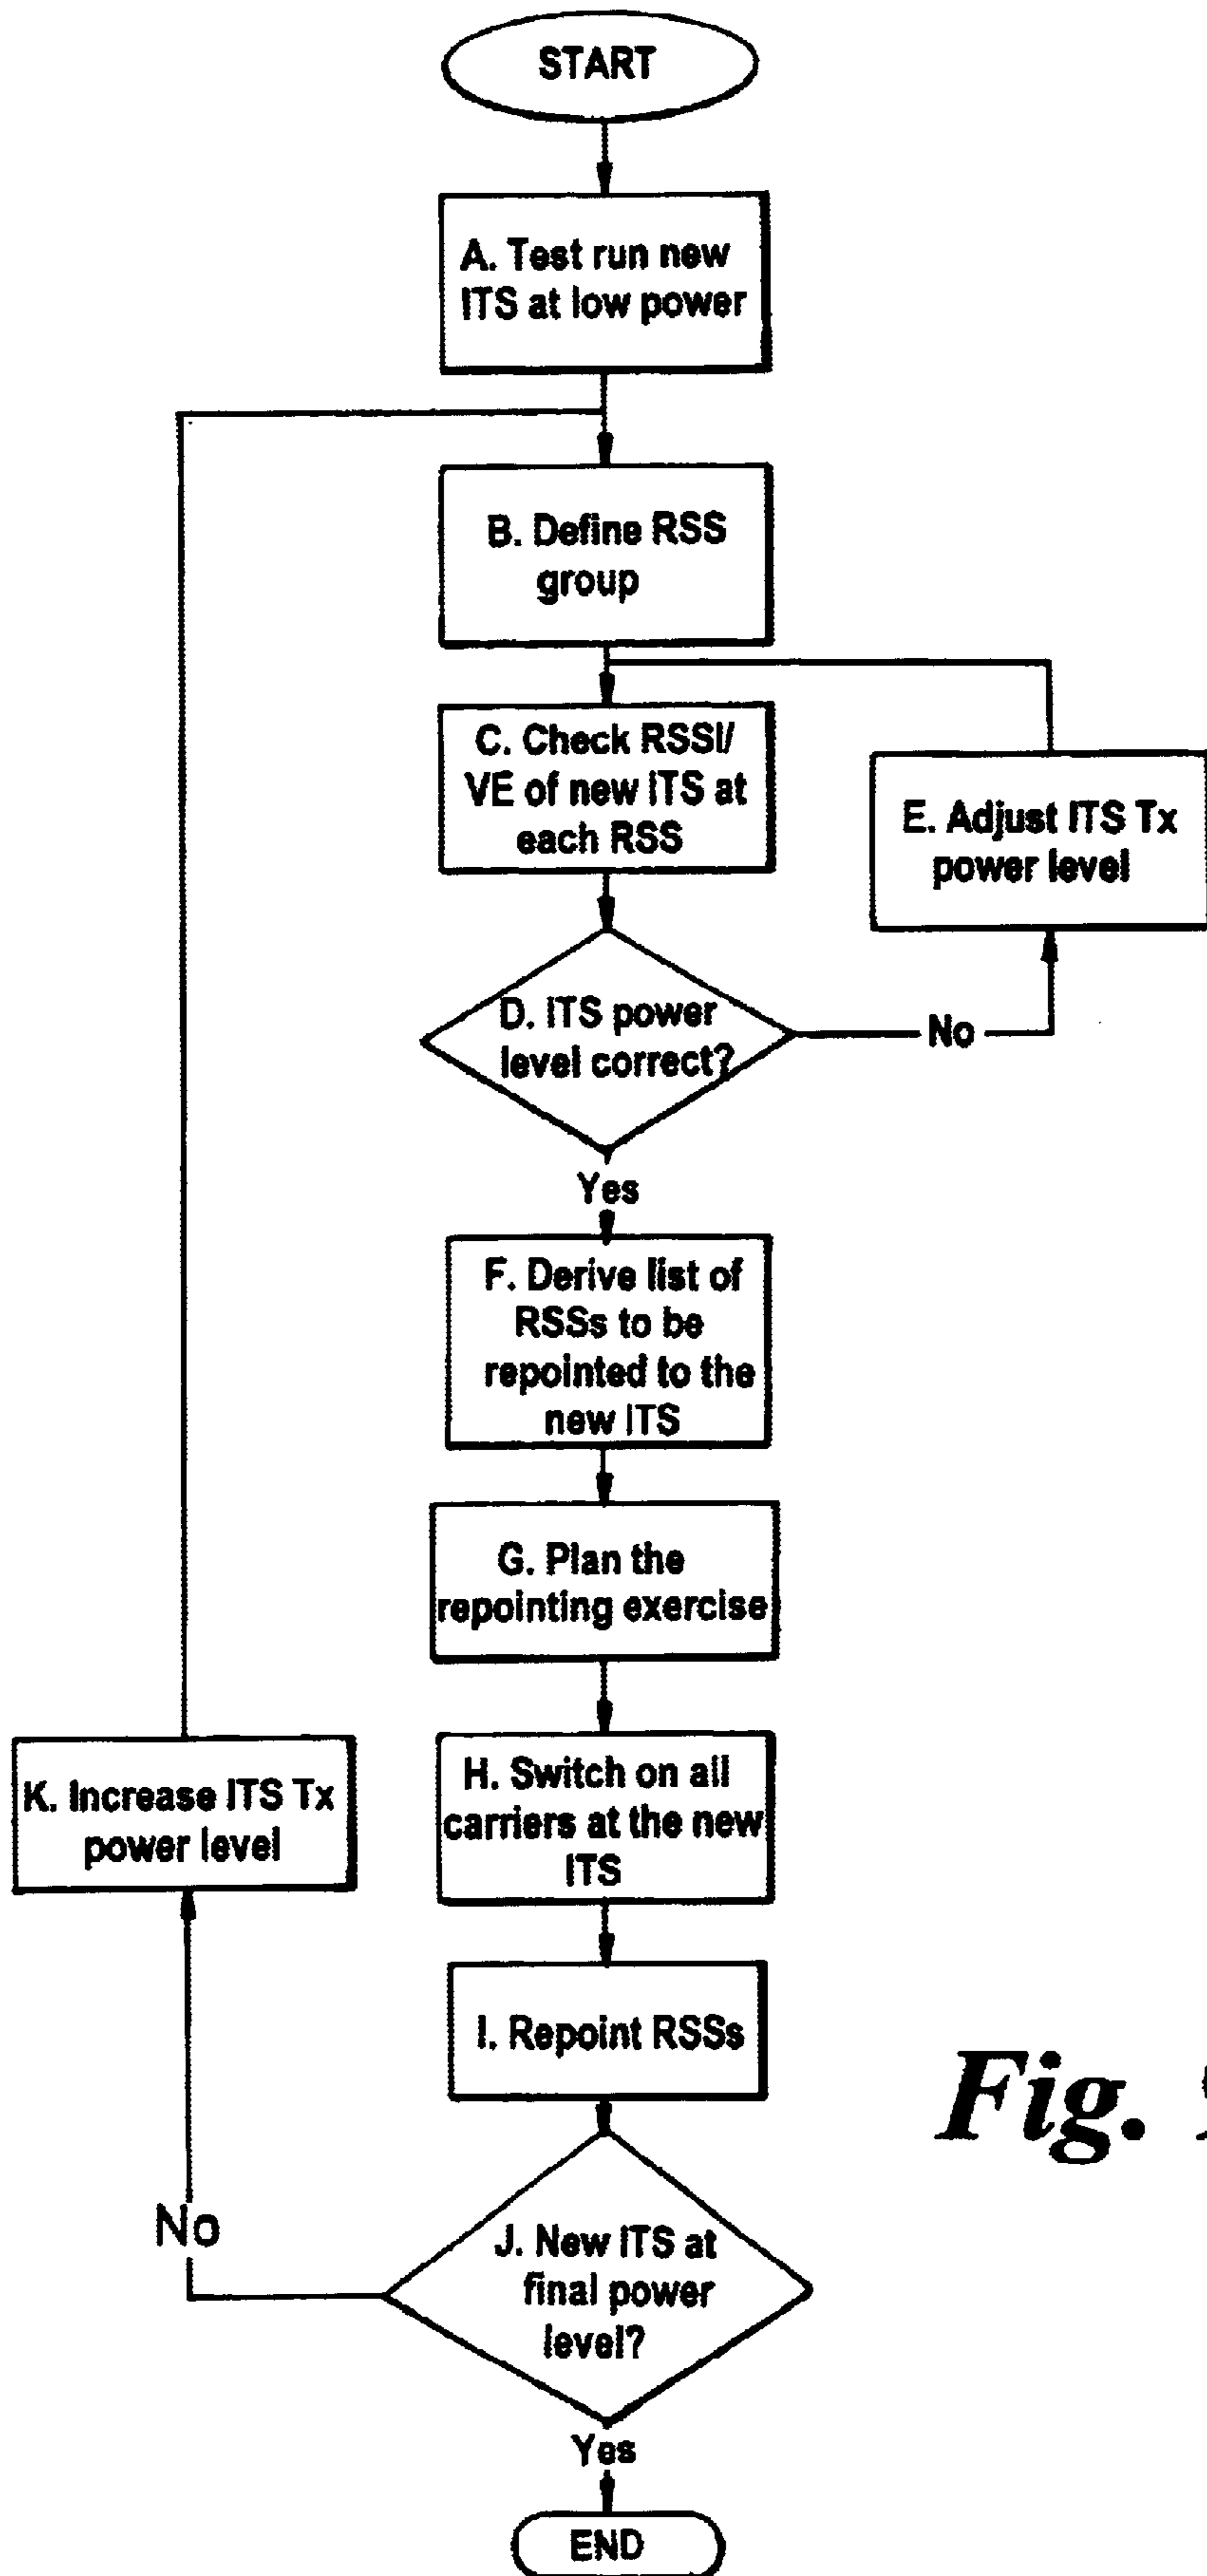 START
A. Test run new
ITS at low power
B. Define RSS
group
C. Check RSSI/
VE of new ITS at
each RSS
E. Adjust ITS Tx
power level
D. ITS power
level correct?
No
Yes
F. Derive list of
RSSs to be
repointed to the
new ITS
G. Plan the
repointing exercise
H. Switch on all
carriers at the new
ITS
K. Increase ITS Tx
power level
I. Repoint RSSs
Fig.
No
J. New ITS at
final power
level?
Yes
END